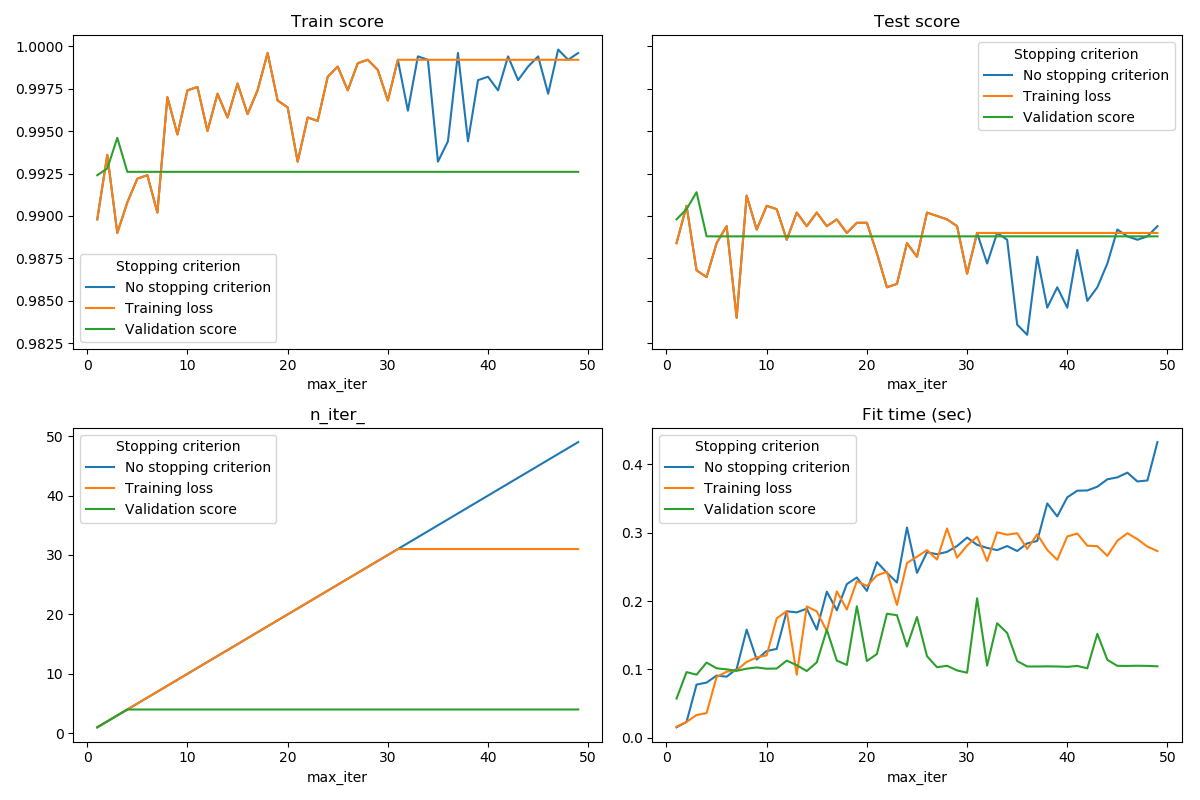 Train score
1.0000
0.9975
0.9950
0.9925
0.9900
0.9875
0.9850
0.9825
Stopping criterion
No stopping criterion
Training loss
Validation score
0 10 20 30 40 50
max_iter
Test score
Stopping criterion
No stopping criterion
Training loss
Validation score
0 10 20 30 40 50
max_iter
n_iter_
50
40
30
20
10
0
Stopping criterion
No stopping criterion
Training loss
Validation score
0 10 20 30 40 50
max_iter
Fit time (sec)
0.4
0.3
0.2
0.1
0.0
Stopping criterion
No stopping criterion
Training loss
Validation score
0 10 20 30 40 50
max_iter